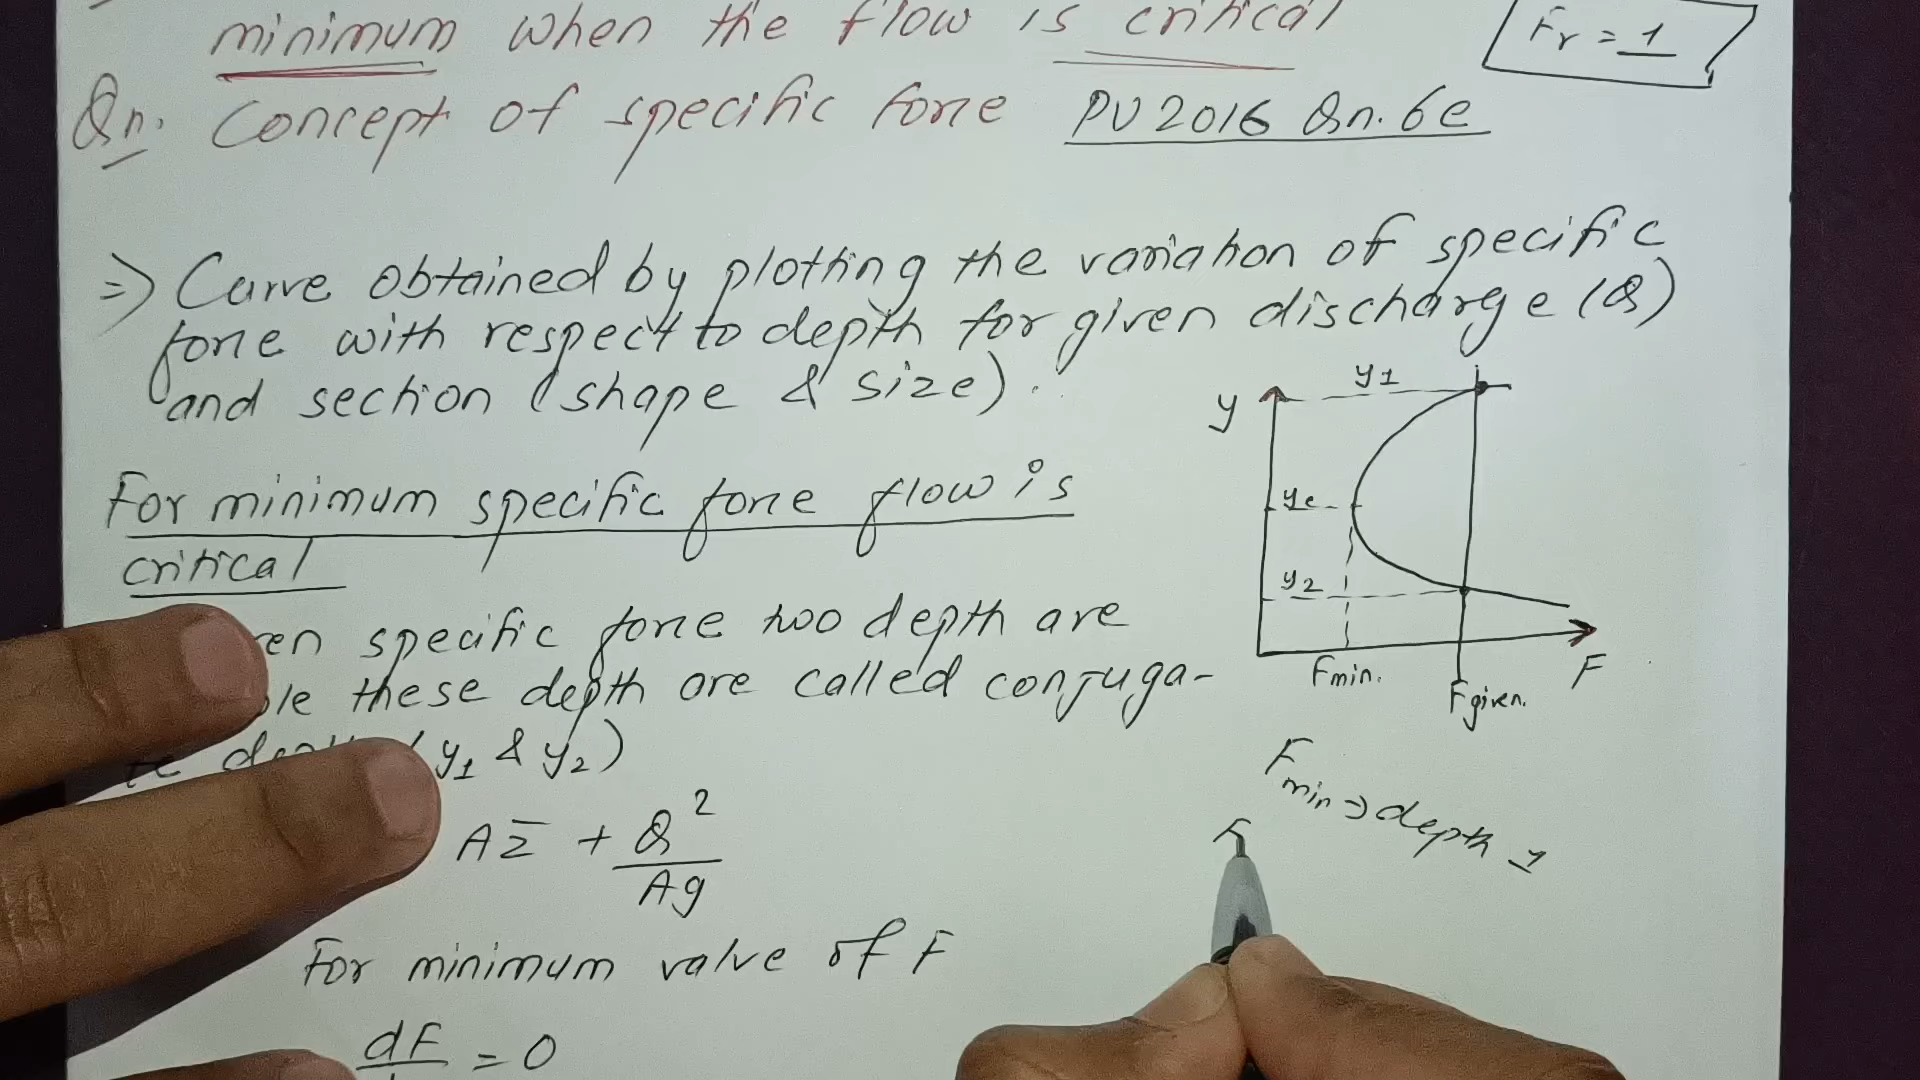 minimum when the flow is critical
Fr = 1
Qn. Concept of specific force PU 2016 Qn. 6e
=> Curve obtained by plotting the variation of specific
force with respect to depth for given discharge (Q)
and section (shape & size).
y
y1
yc
y2
Fmin.
Fgiven.
F
For minimum specific force flow is
critical
specific force two depth are
these depth are called conjuga-
te (y1 & y2)
Fmin => depth 1
F
Az̄ + Q²
Ag
For minimum value of F
dF = 0